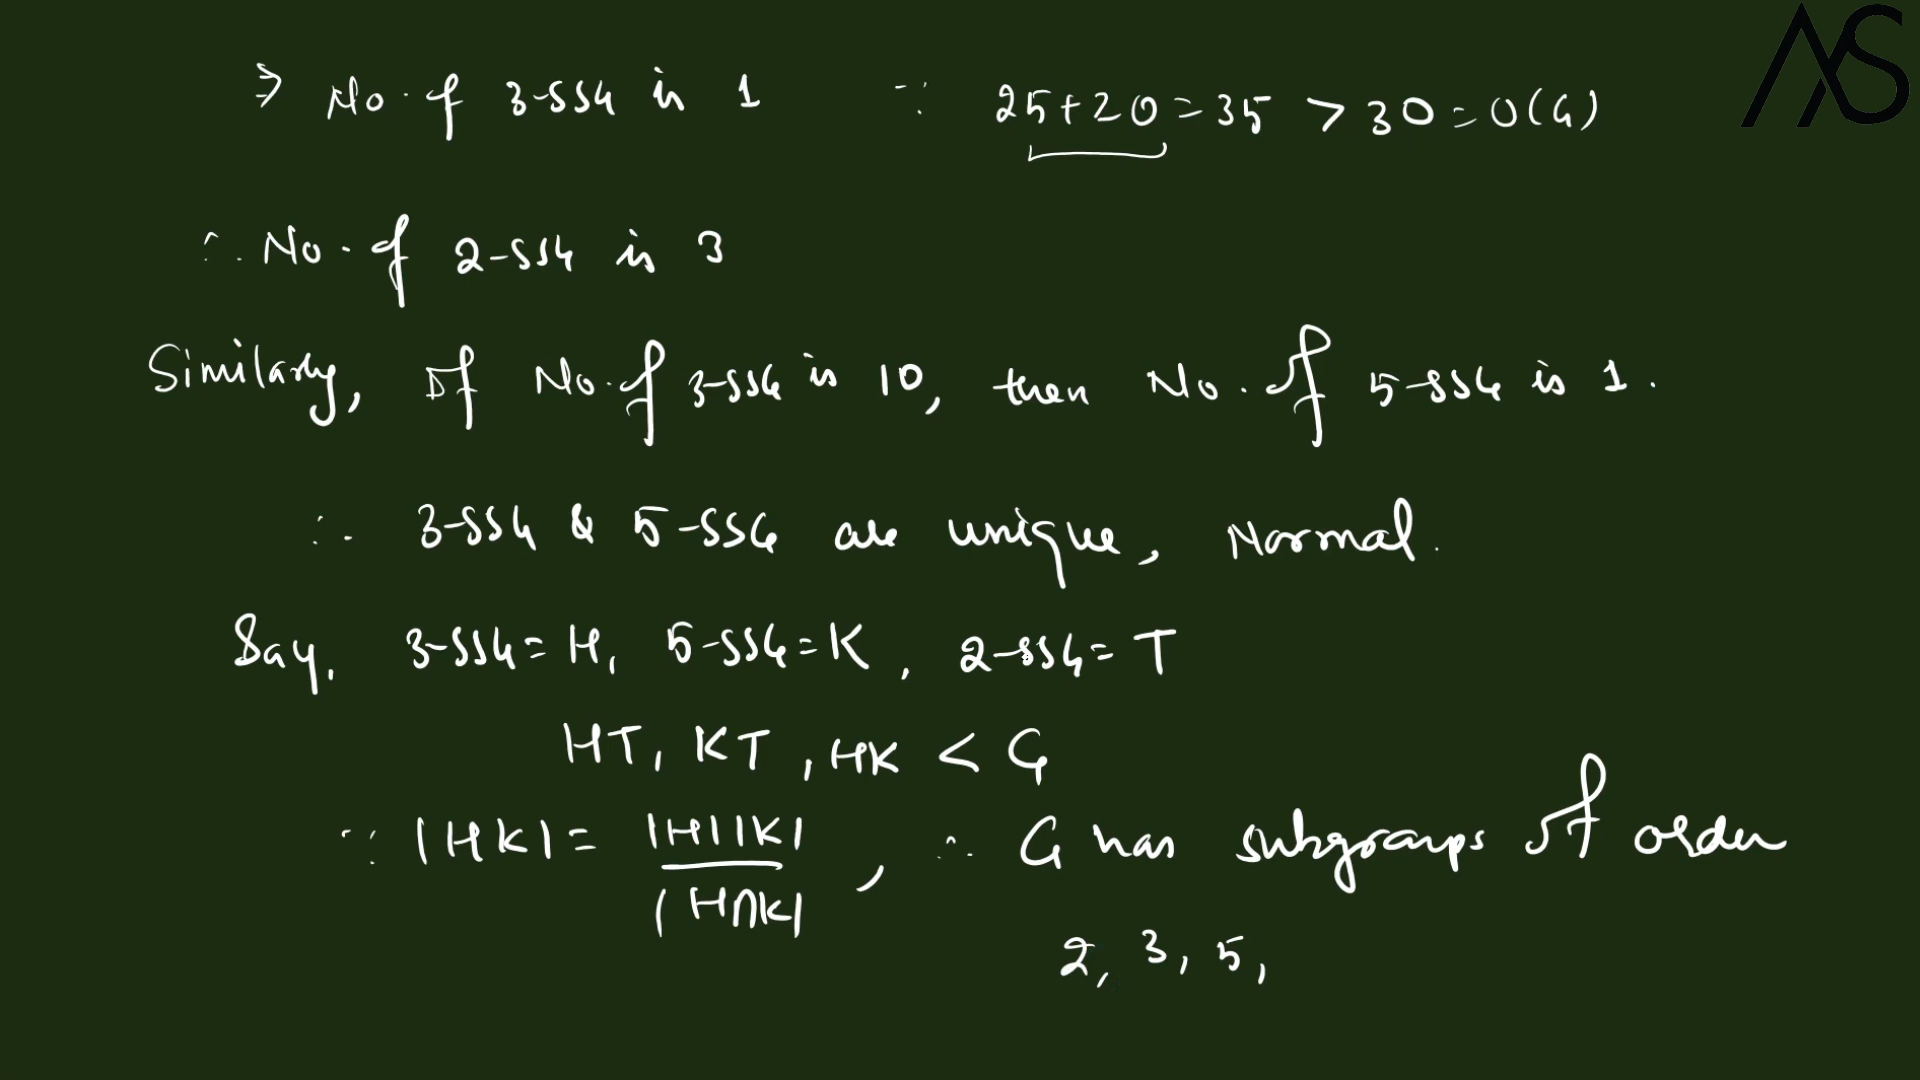 AS
⇒ No. of 3-SSG is 1 ∵ 25+20=35 > 30=O(G)
∴ No. of 2-SSG is 3
Similarly, If No. of 3-SSG is 10, then No. of 5-SSG is 1.
∴ 3-SSG & 5-SSG are unique, Normal.
Say, 3-SSG = H, 5-SSG = K, 2-SSG = T
HT, KT, HK < G
∵ |HK| = |H||K| / |H∩K|, ∴ G has subgroups of order
2, 3, 5,